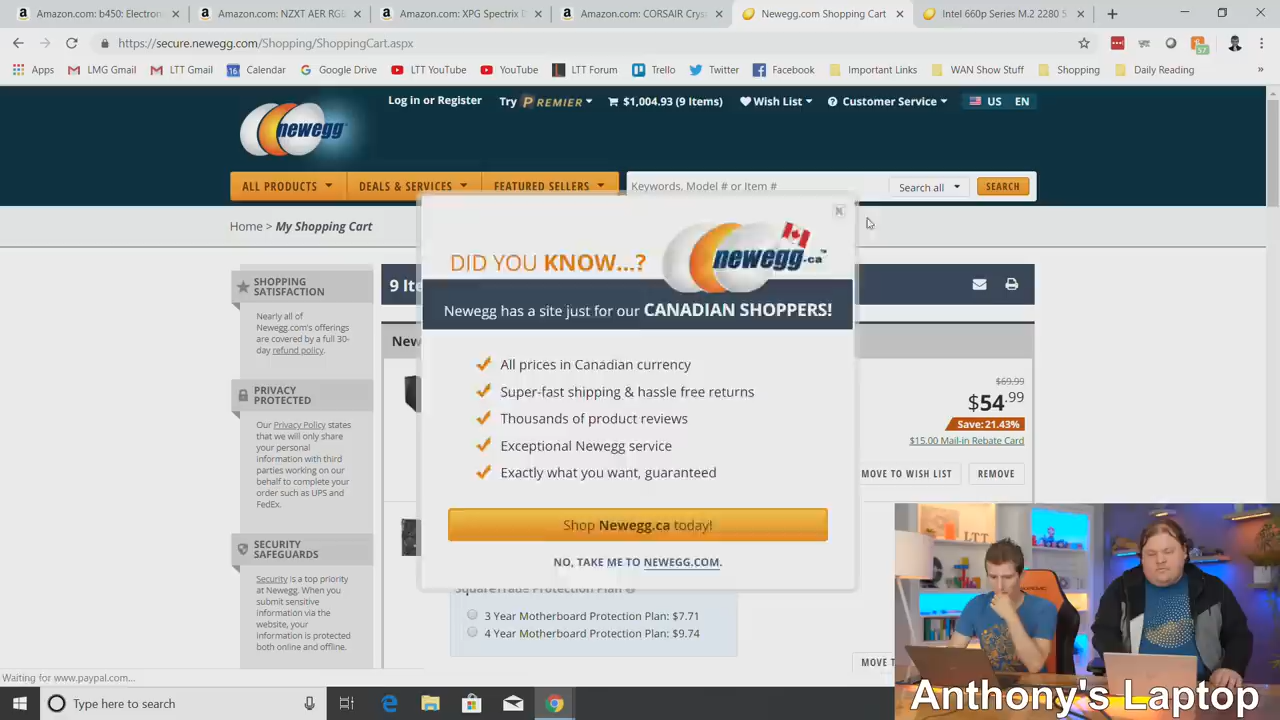 Amazon.com: b450: Electron
Amazon.com: NZXT AER RGB
Amazon.com: XPG Spectrix D
Amazon.com: CORSAIR Crys
Newegg.com Shopping Cart
Intel 660p Series M.2 2280 S
https://secure.newegg.com/Shopping/ShoppingCart.aspx
57
Apps LMG Gmail LTT Gmail 16 Calendar Google Drive LTT YouTube YouTube LTT Forum Trello Twitter Facebook Important Links WAN Show Stuff Shopping Daily Reading »
Log in or Register Try PREMIER $1,004.93 (9 Items) Wish List Customer Service US EN
newegg
ALL PRODUCTS DEALS & SERVICES FEATURED SELLERS Keywords, Model # or Item # Search all SEARCH
Home > My Shopping Cart
SHOPPING
SATISFACTION
Nearly all of
Newegg.com's offerings
are covered by a full 30-
day refund policy.
PRIVACY
PROTECTED
Our Privacy Policy states
that we will only share
your personal
information with third
parties working on our
behalf to complete your
order such as UPS and
FedEx.
SECURITY
SAFEGUARDS
Security is a top priority
at Newegg. When you
submit sensitive
information via the
website, your
information is protected
both online and offline.
9 Ite
New
DID YOU KNOW...?
newegg.ca™
Newegg has a site just for our CANADIAN SHOPPERS!
All prices in Canadian currency
Super-fast shipping & hassle free returns
Thousands of product reviews
Exceptional Newegg service
Exactly what you want, guaranteed
Shop Newegg.ca today!
NO, TAKE ME TO NEWEGG.COM.
$69.99
$54.99
Save: 21.43%
$15.00 Mail-in Rebate Card
MOVE TO WISH LIST REMOVE
SquareTrade Protection Plan
3 Year Motherboard Protection Plan: $7.71
4 Year Motherboard Protection Plan: $9.74
MOVE T
Waiting for www.paypal.com...
Type here to search
Anthony's Laptop